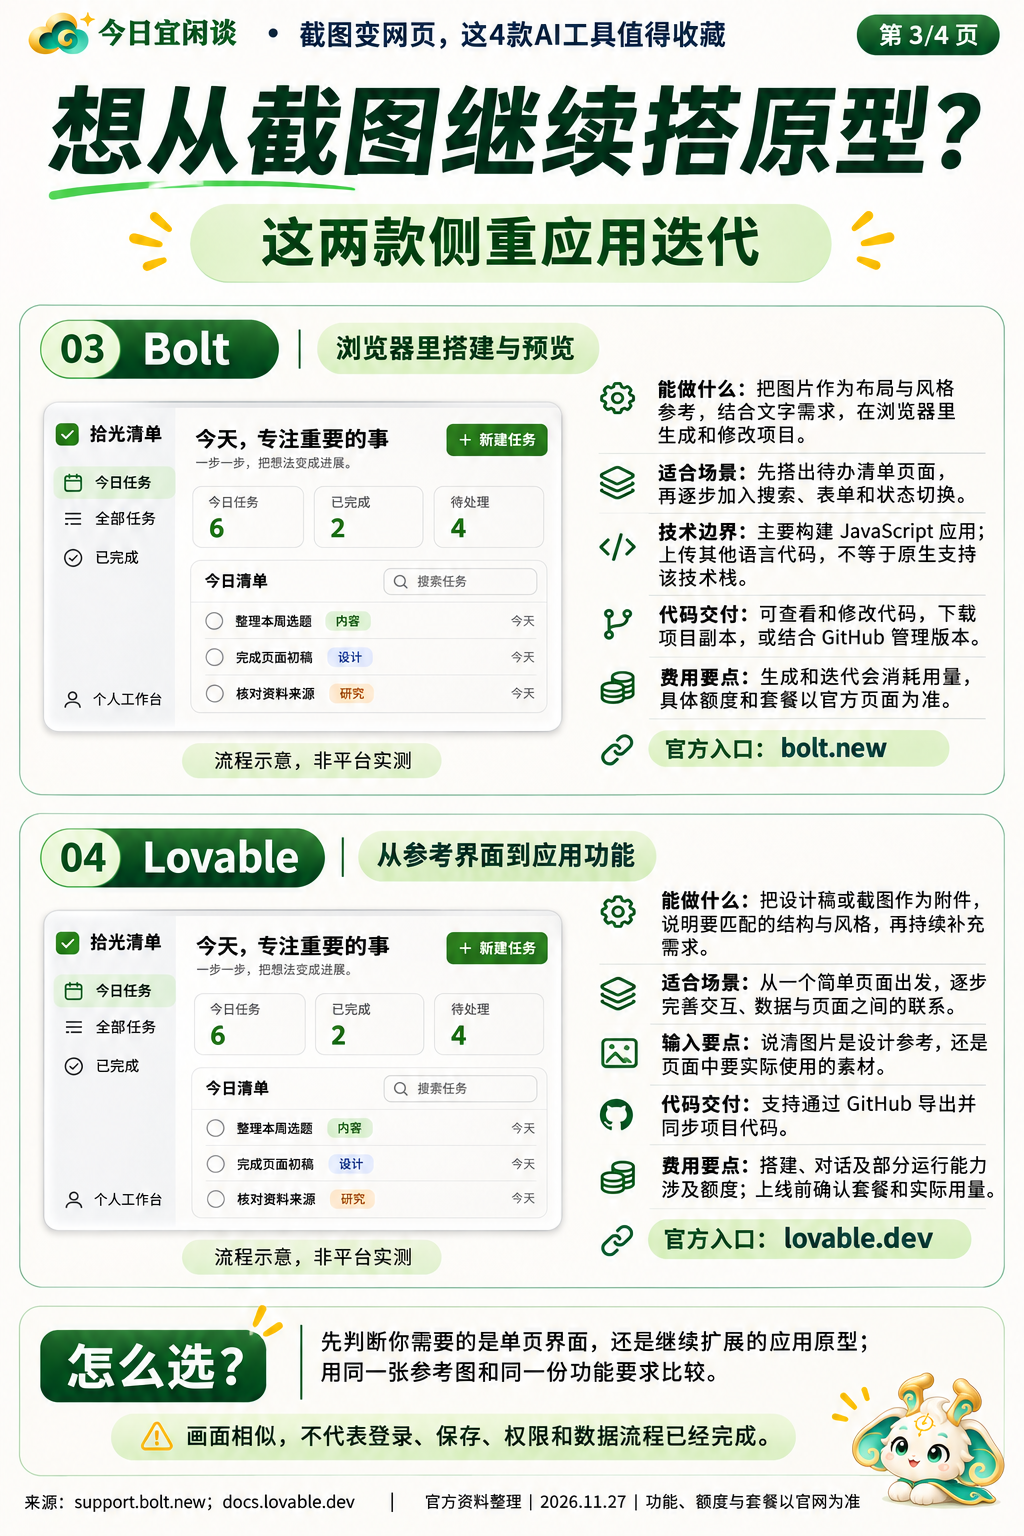 今日宜闲谈 • 截图变网页，这4款AI工具值得收藏
第 3/4 页
想从截图继续搭原型？
这两款侧重应用迭代
03 Bolt
浏览器里搭建与预览
拾光清单
今日任务
全部任务
已完成
个人工作台
今天，专注重要的事
一步一步，把想法变成进展。
+ 新建任务
今日任务 已完成 待处理
6 2 4
今日清单
搜索任务
整理本周选题 内容 今天
完成页面初稿 设计 今天
核对资料来源 研究 今天
流程示意，非平台实测
能做什么：把图片作为布局与风格
参考，结合文字需求，在浏览器里
生成和修改项目。
适合场景：先搭出待办清单页面，
再逐步加入搜索、表单和状态切换。
技术边界：主要构建 JavaScript 应用；
上传其他语言代码，不等于原生支持
该技术栈。
代码交付：可查看和修改代码，下载
项目副本，或结合 GitHub 管理版本。
费用要点：生成和迭代会消耗用量，
具体额度和套餐以官方页面为准。
官方入口：bolt.new
04 Lovable
从参考界面到应用功能
拾光清单
今日任务
全部任务
已完成
个人工作台
今天，专注重要的事
一步一步，把想法变成进展。
+ 新建任务
今日任务 已完成 待处理
6 2 4
今日清单
搜索任务
整理本周选题 内容 今天
完成页面初稿 设计 今天
核对资料来源 研究 今天
流程示意，非平台实测
能做什么：把设计稿或截图作为附件，
说明要匹配的结构与风格，再持续补充
需求。
适合场景：从一个简单页面出发，逐步
完善交互、数据与页面之间的联系。
输入要点：说清图片是设计参考，还是
页面中要实际使用的素材。
代码交付：支持通过 GitHub 导出并
同步项目代码。
费用要点：搭建、对话及部分运行能力
涉及额度；上线前确认套餐和实际用量。
官方入口：lovable.dev
怎么选？
先判断你需要的是单页界面，还是继续扩展的应用原型；
用同一张参考图和同一份功能要求比较。
画面相似，不代表登录、保存、权限和数据流程已经完成。
来源：support.bolt.new；docs.lovable.dev | 官方资料整理 | 2026.11.27 | 功能、额度与套餐以官网为准